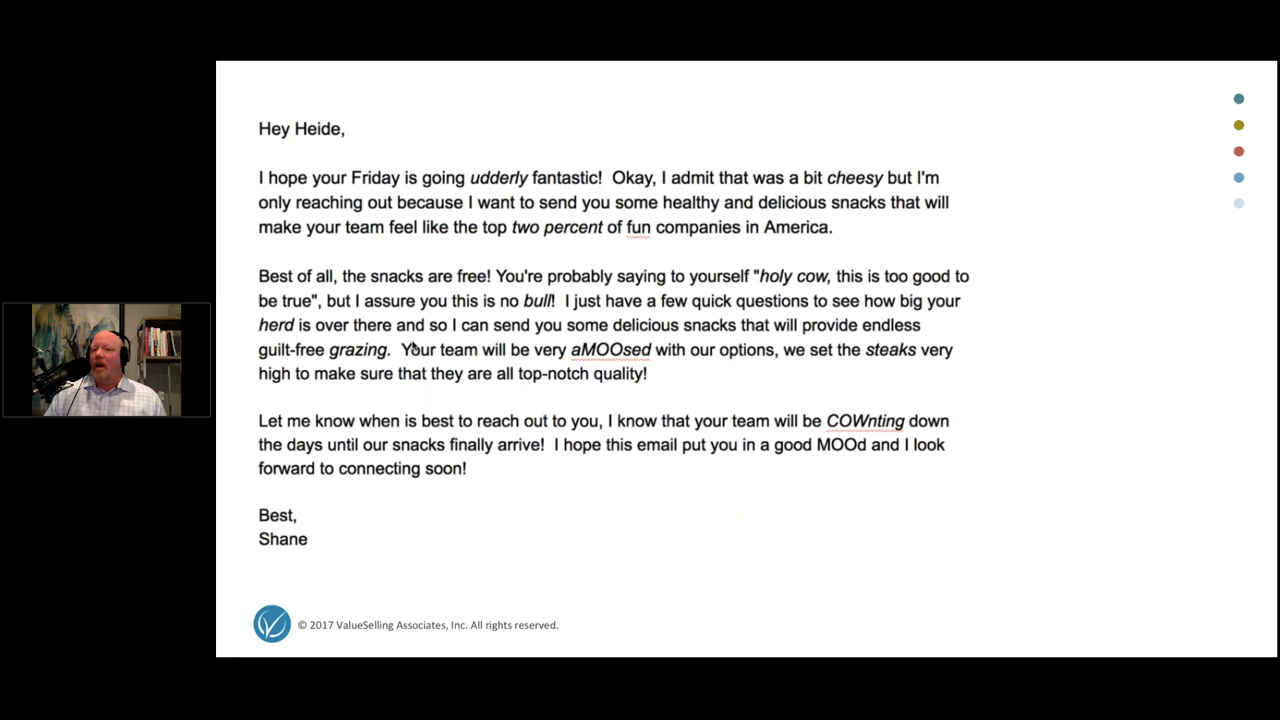 Hey Heide,
I hope your Friday is going udderly fantastic!  Okay, I admit that was a bit cheesy but I'm
only reaching out because I want to send you some healthy and delicious snacks that will
make your team feel like the top two percent of fun companies in America.
Best of all, the snacks are free! You're probably saying to yourself "holy cow, this is too good to
be true", but I assure you this is no bull!  I just have a few quick questions to see how big your
herd is over there and so I can send you some delicious snacks that will provide endless
guilt-free grazing.  Your team will be very aMOOsed with our options, we set the steaks very
high to make sure that they are all top-notch quality!
Let me know when is best to reach out to you, I know that your team will be COWnting down
the days until our snacks finally arrive!  I hope this email put you in a good MOOd and I look
forward to connecting soon!
Best,
Shane
© 2017 ValueSelling Associates, Inc. All rights reserved.